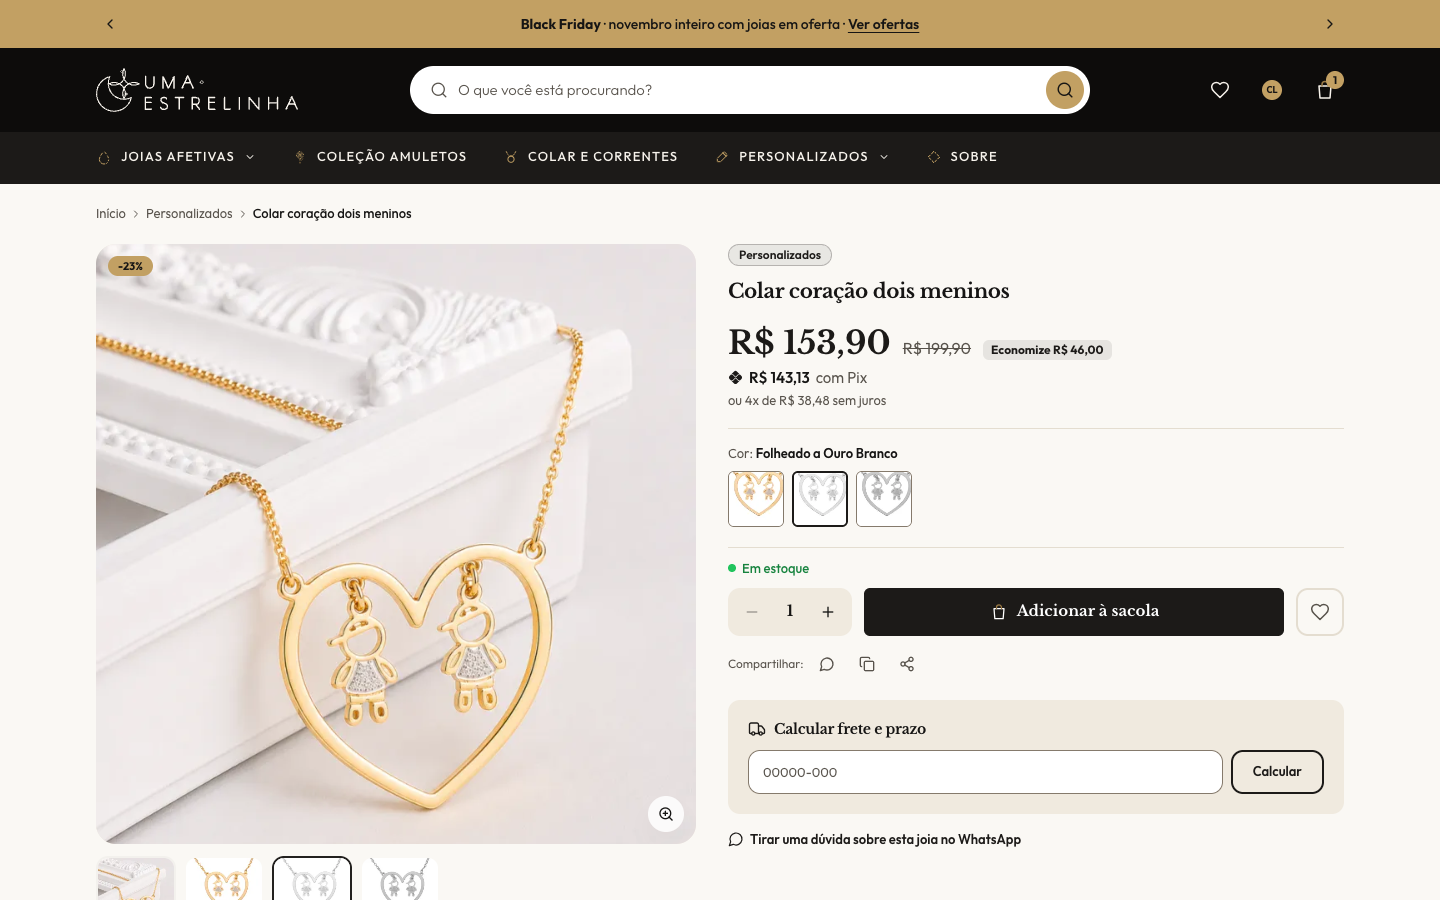 Black Friday · novembro inteiro com joias em oferta · Ver ofertas
UMA
ESTRELINHA
O que você está procurando?
CL
1
JOIAS AFETIVAS
COLEÇÃO AMULETOS
COLAR E CORRENTES
PERSONALIZADOS
SOBRE
Início > Personalizados > Colar coração dois meninos
-23%
Personalizados
Colar coração dois meninos
R$ 153,90 R$ 199,90 Economize R$ 46,00
R$ 143,13 com Pix
ou 4x de R$ 38,48 sem juros
Cor: Folheado a Ouro Branco
Em estoque
1
Adicionar à sacola
Compartilhar:
Calcular frete e prazo
00000-000
Calcular
Tirar uma dúvida sobre esta joia no WhatsApp